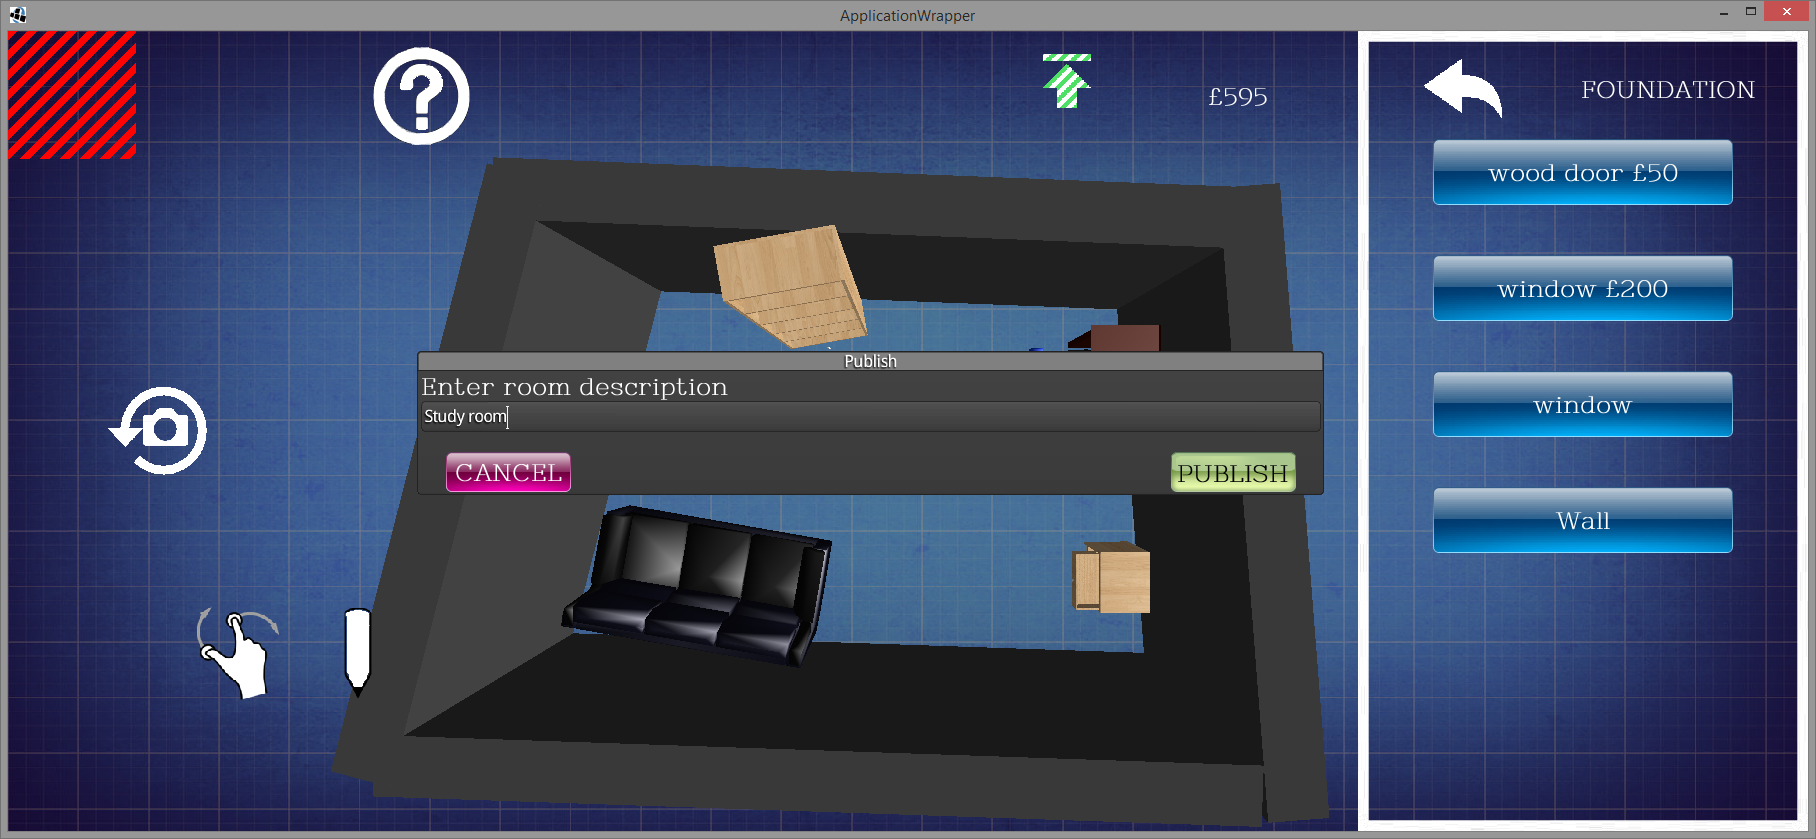 ApplicationWrapper
£595
FOUNDATION
wood door £50
window £200
window
Wall
Publish
Enter room description
Study room
CANCEL
PUBLISH